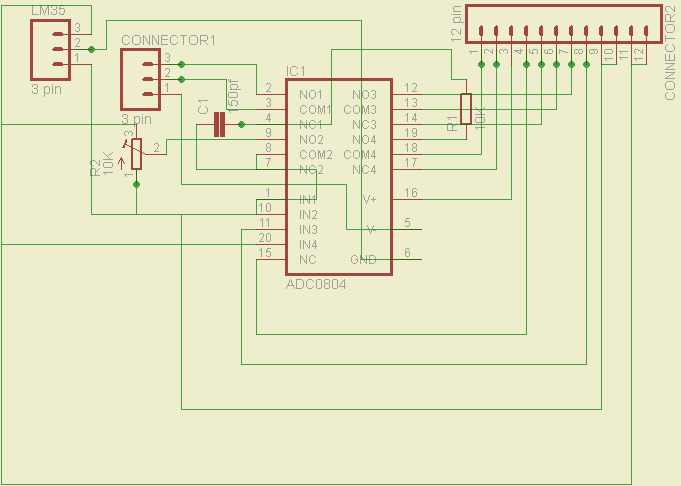 LM35
3
2
1
3 pin
CONNECTOR1
3
2
1
3 pin
12 pin
CONNECTOR2
1
2
3
4
5
6
7
8
9
10
11
12
IC1
C1
150pf
R1
10K
R2
10K
3
2
1
2 NO1 NO3 12
3 COM1 COM3 13
4 NC1 NC3 14
9 NO2 NO4 19
8 COM2 COM4 18
7 NC2 NC4 17
1 IN1 V+ 16
10 IN2
11 IN3 V- 5
20 IN4
15 NC GND 6
ADC0804